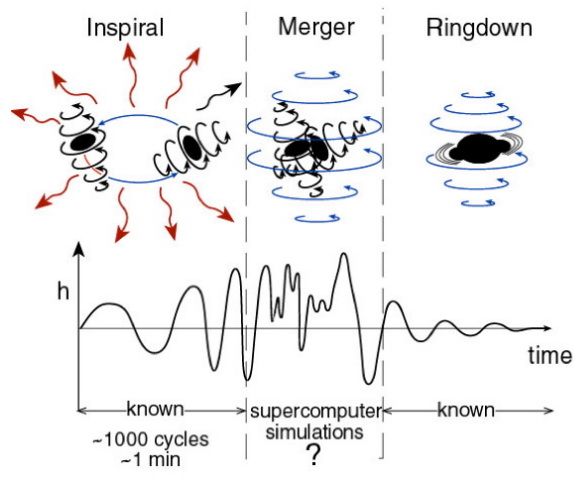 Inspiral
Merger
Ringdown
h
time
known
supercomputer
simulations
?
known
~1000 cycles
~1 min